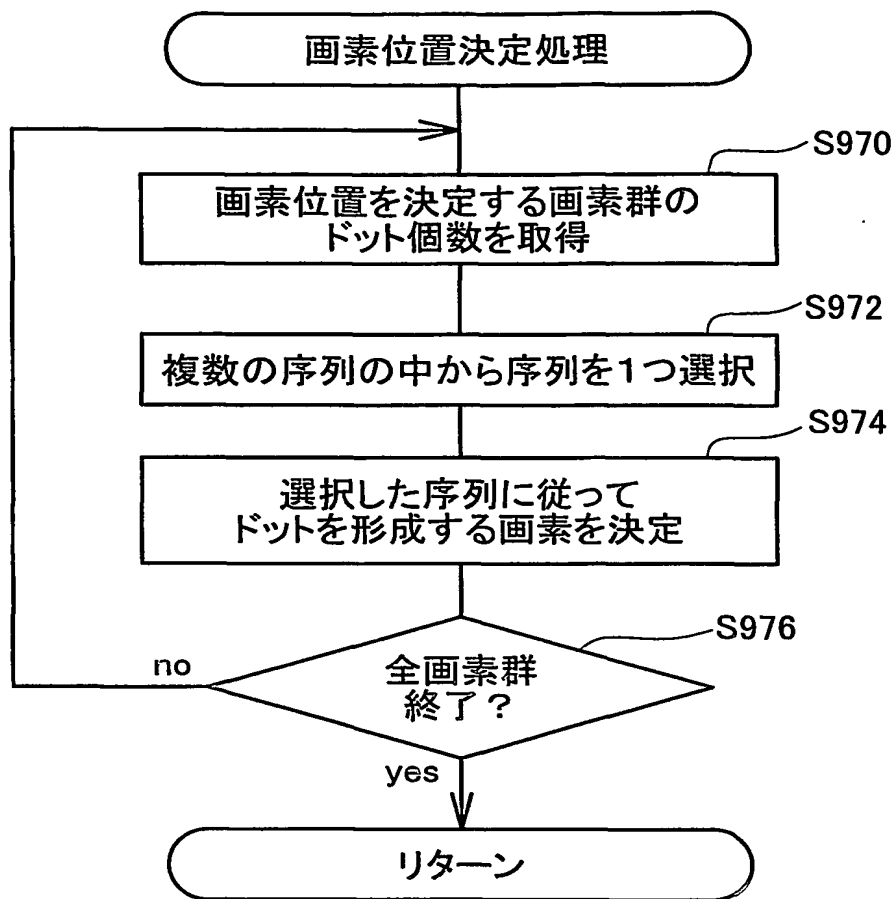 画素位置決定処理
S970
画素位置を決定する画素群の
ドット個数を取得
S972
複数の序列の中から序列を1つ選択
S974
選択した序列に従って
ドットを形成する画素を決定
S976
no
全画素群
終了?
yes
リターン